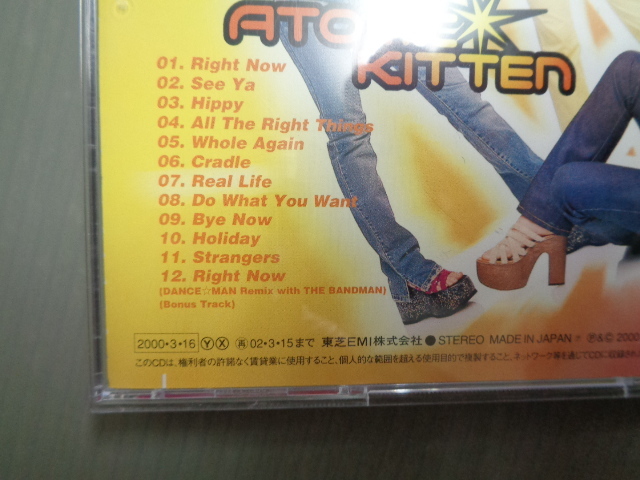 ATOMIC
KITTEN
01. Right Now
02. See Ya
03. Hippy
04. All The Right Things
05. Whole Again
06. Cradle
07. Real Life
08. Do What You Want
09. Bye Now
10. Holiday
11. Strangers
12. Right Now
(DANCE☆MAN Remix with THE BANDMAN)
(Bonus Track)
2000・3・16 Ⓨ Ⓧ 再 02・3・15まで 東芝EMI株式会社 ● STEREO MADE IN JAPAN ℗&© 2000
このCDは、権利者の許諾なく賃貸業に使用すること、個人的な範囲を超える使用目的で複製すること、ネットワーク等を通じてCDに収録され